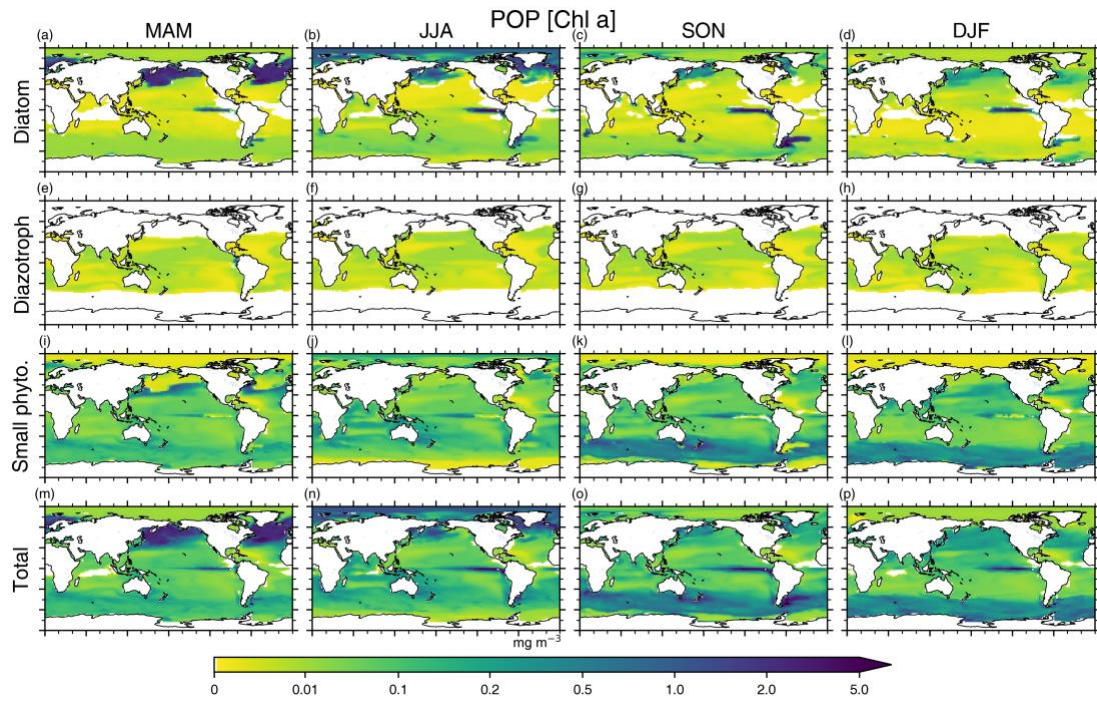 POP [Chl a]
MAM JJA SON DJF
(a) (b) (c) (d)
Diatom
(e) (f) (g) (h)
Diazotroph
(i) (j) (k) (l)
Small phyto.
(m) (n) (o) (p)
Total
mg m⁻³
0 0.01 0.1 0.2 0.5 1.0 2.0 5.0